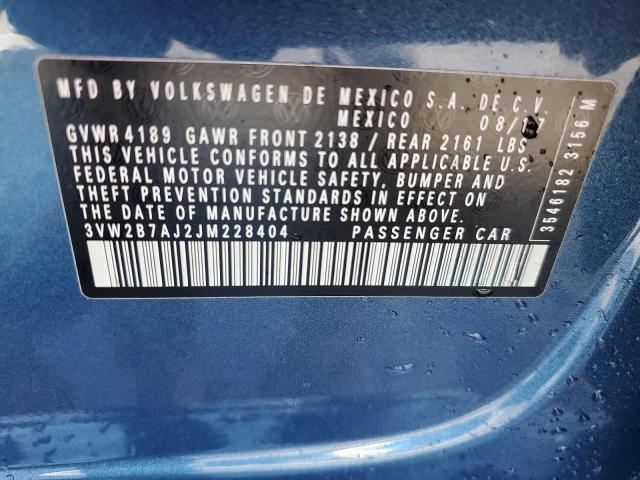 MFD BY VOLKSWAGEN DE MEXICO S.A. DE C.V.
MEXICO 08/17
GVWR 4189 GAWR FRONT 2138 / REAR 2161 LBS
THIS VEHICLE CONFORMS TO ALL APPLICABLE U.S.
FEDERAL MOTOR VEHICLE SAFETY, BUMPER AND
THEFT PREVENTION STANDARDS IN EFFECT ON THE
DATE OF MANUFACTURE SHOWN ABOVE.
3VW2B7AJ2JM228404 PASSENGER CAR
3546182 3156 M